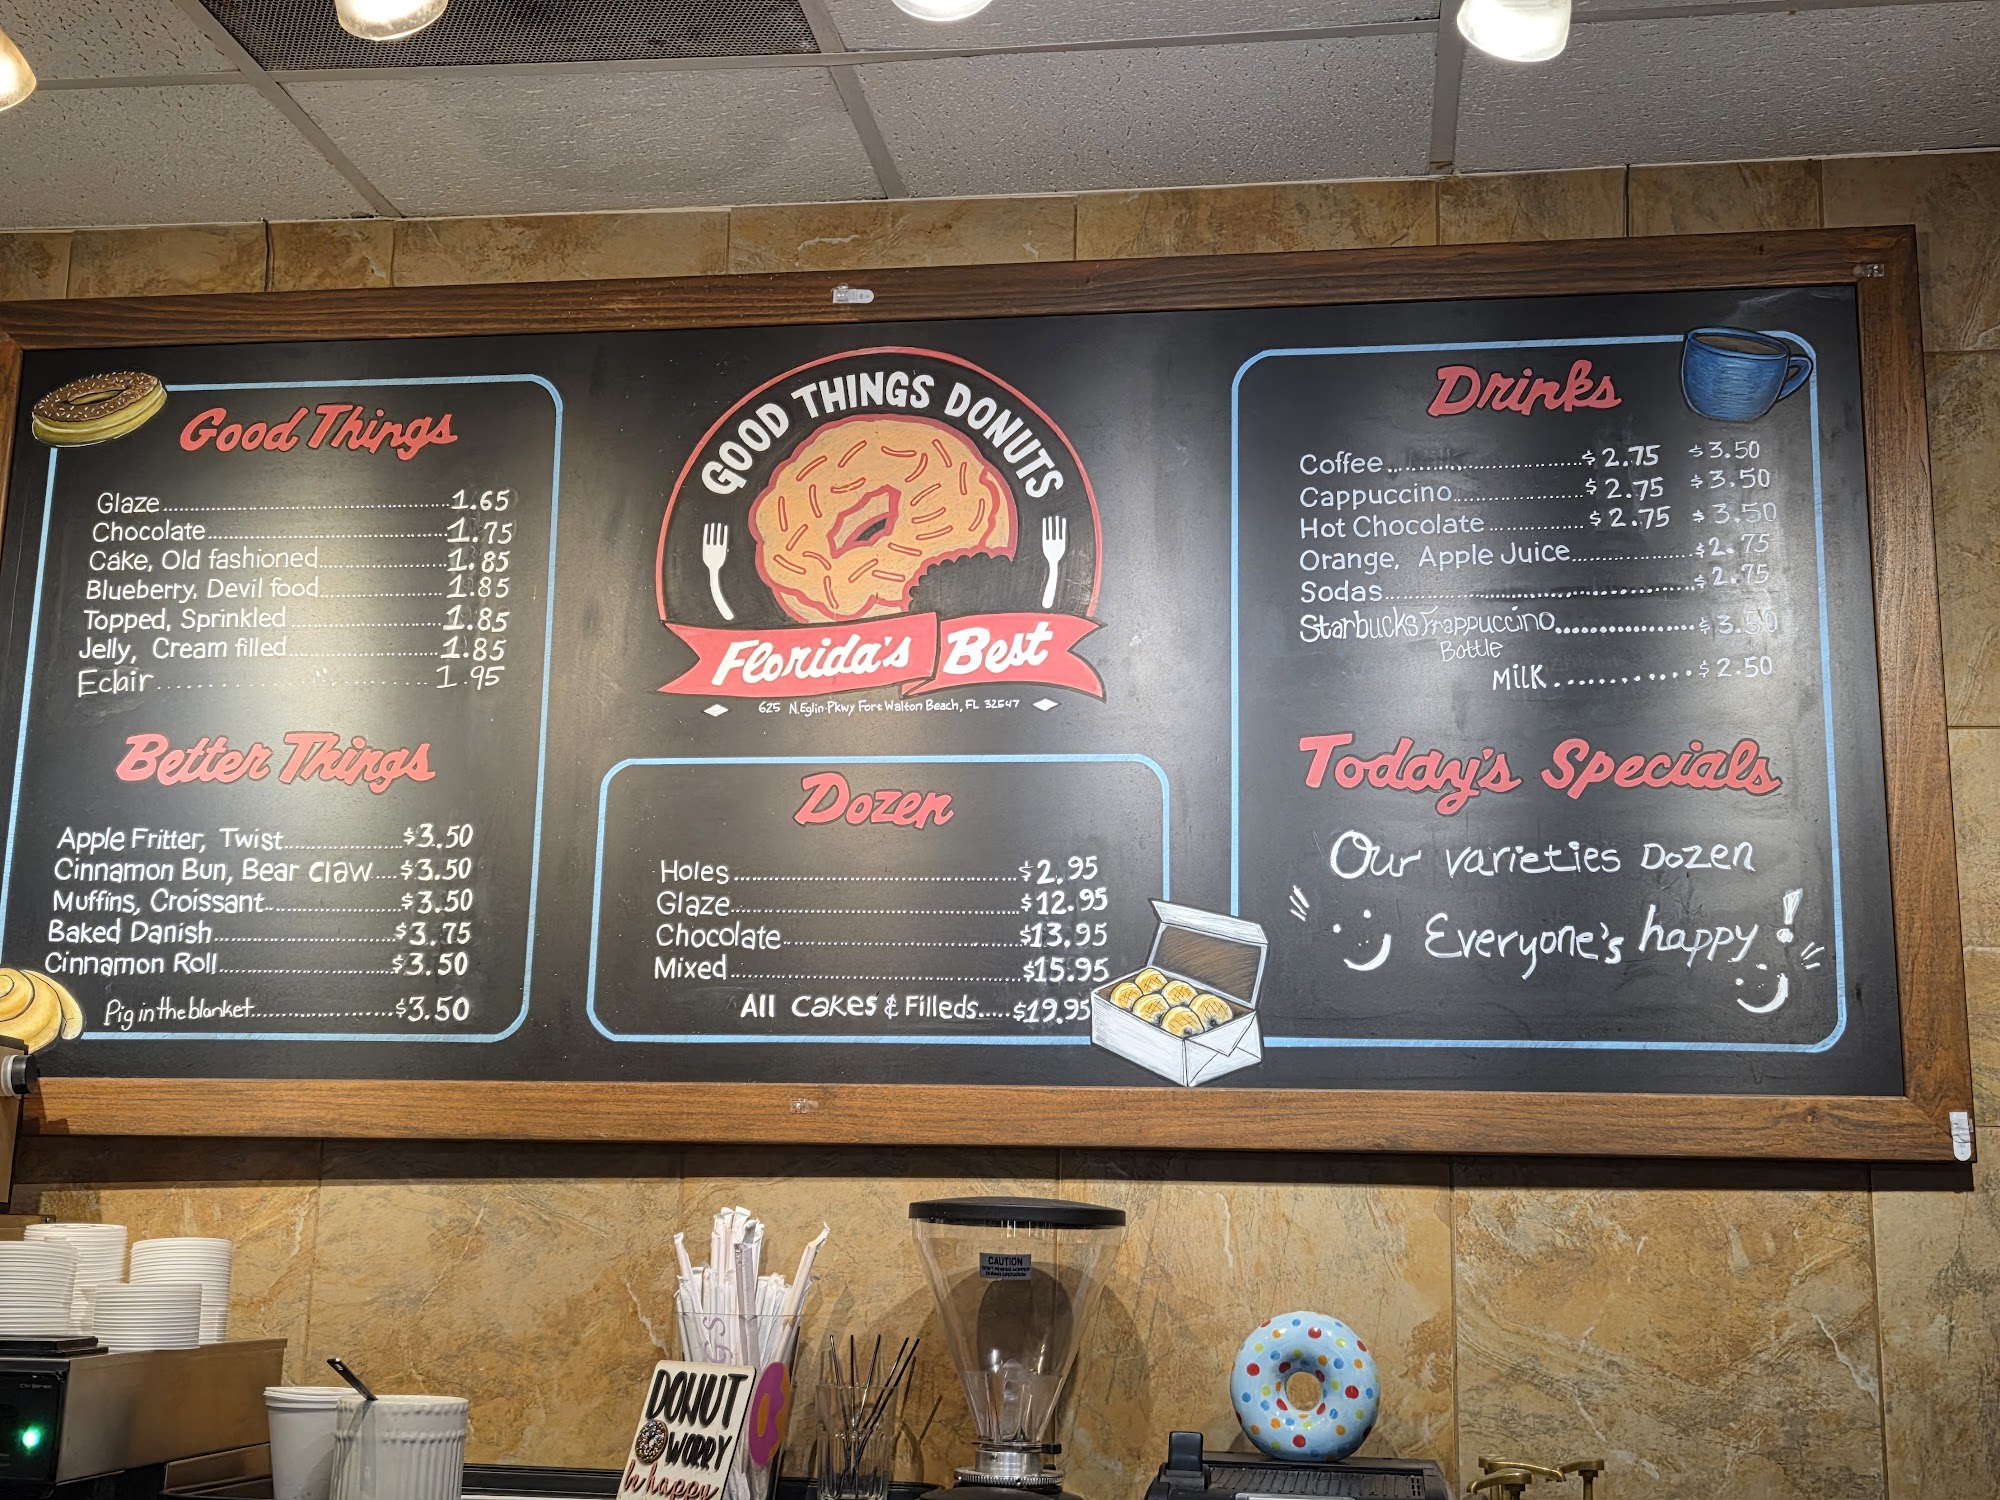 Good Things
Glaze 1.65
Chocolate 1.75
Cake, Old fashioned 1.85
Blueberry, Devil food 1.85
Topped, Sprinkled 1.85
Jelly, Cream filled 1.85
Eclair 1.95
Better Things
Apple Fritter, Twist $3.50
Cinnamon Bun, Bear claw $3.50
Muffins, Croissant $3.50
Baked Danish $3.75
Cinnamon Roll $3.50
Pig in the blanket $3.50
GOOD THINGS DONUTS
Florida's Best
625 N.Eglin Pkwy Fort Walton Beach, FL 32547
Dozen
Holes $2.95
Glaze $12.95
Chocolate $13.95
Mixed $15.95
All Cakes & Filleds $19.95
Drinks
Coffee $2.75 $3.50
Cappuccino $2.75 $3.50
Hot Chocolate $2.75 $3.50
Orange, Apple Juice $2.75
Sodas $2.75
Starbucks Frappuccino $3.50
Bottle
Milk $2.50
Today's Specials
Our varieties Dozen
Everyone's happy!
CAUTION
DONUT
WORRY
happy